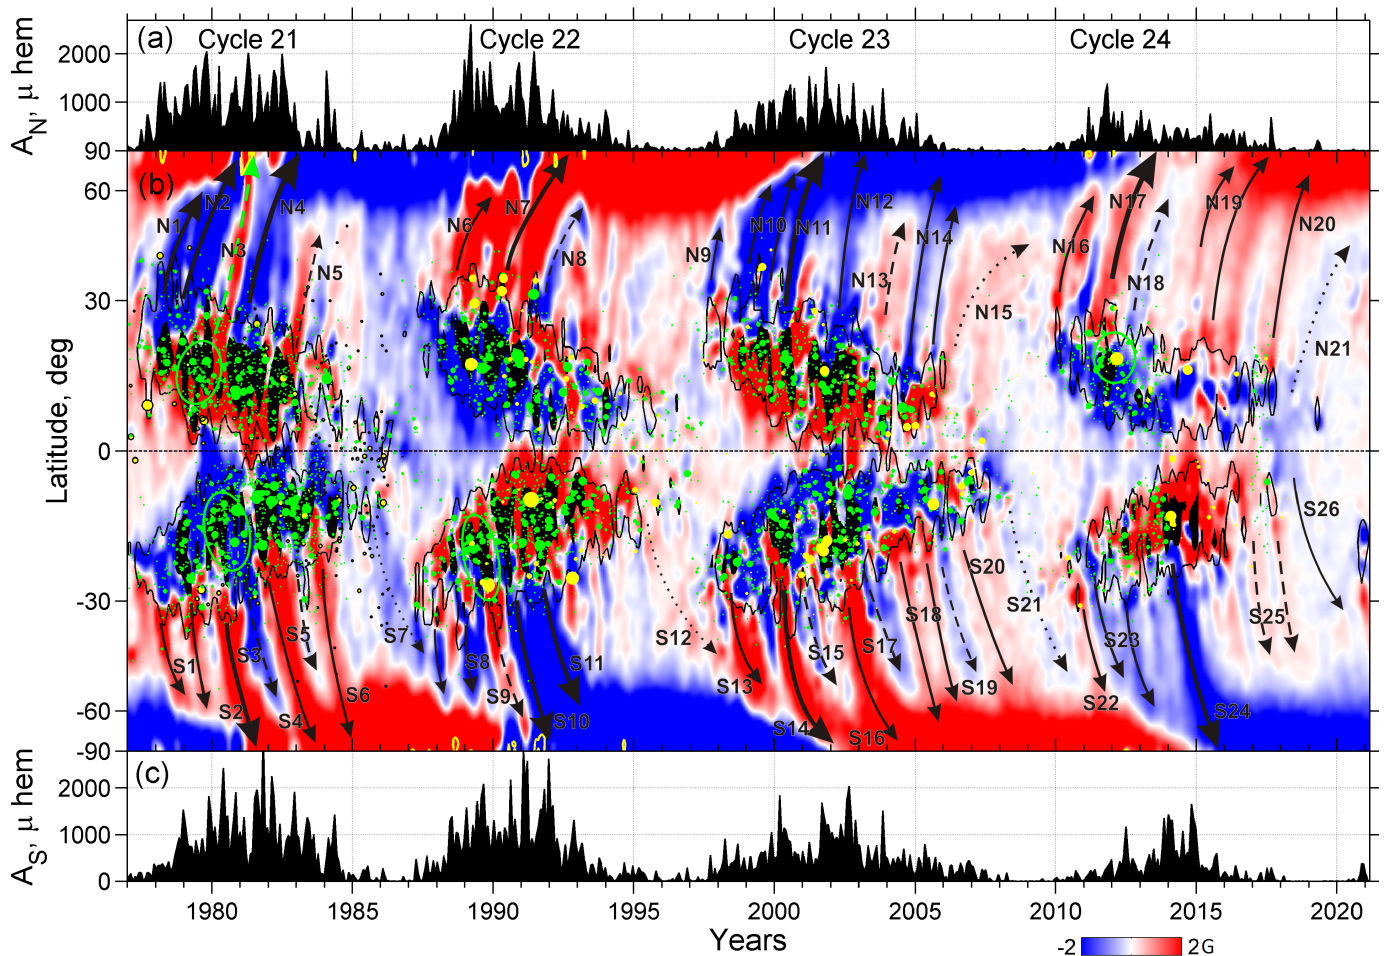 (a)
Cycle 21
Cycle 22
Cycle 23
Cycle 24
A_N, μ hem
2000
1000
(b)
Latitude, deg
90
60
30
0
-30
-60
-90
N1
N2
N3
N4
N5
N6
N7
N8
N9
N10
N11
N12
N13
N14
N15
N16
N17
N18
N19
N20
N21
S1
S2
S3
S4
S5
S6
S7
S8
S9
S10
S11
S12
S13
S14
S15
S16
S17
S18
S19
S20
S21
S22
S23
S24
S25
S26
(c)
A_S, μ hem
2000
1000
0
1980
1985
1990
1995
2000
2005
2010
2015
2020
Years
-2
2G